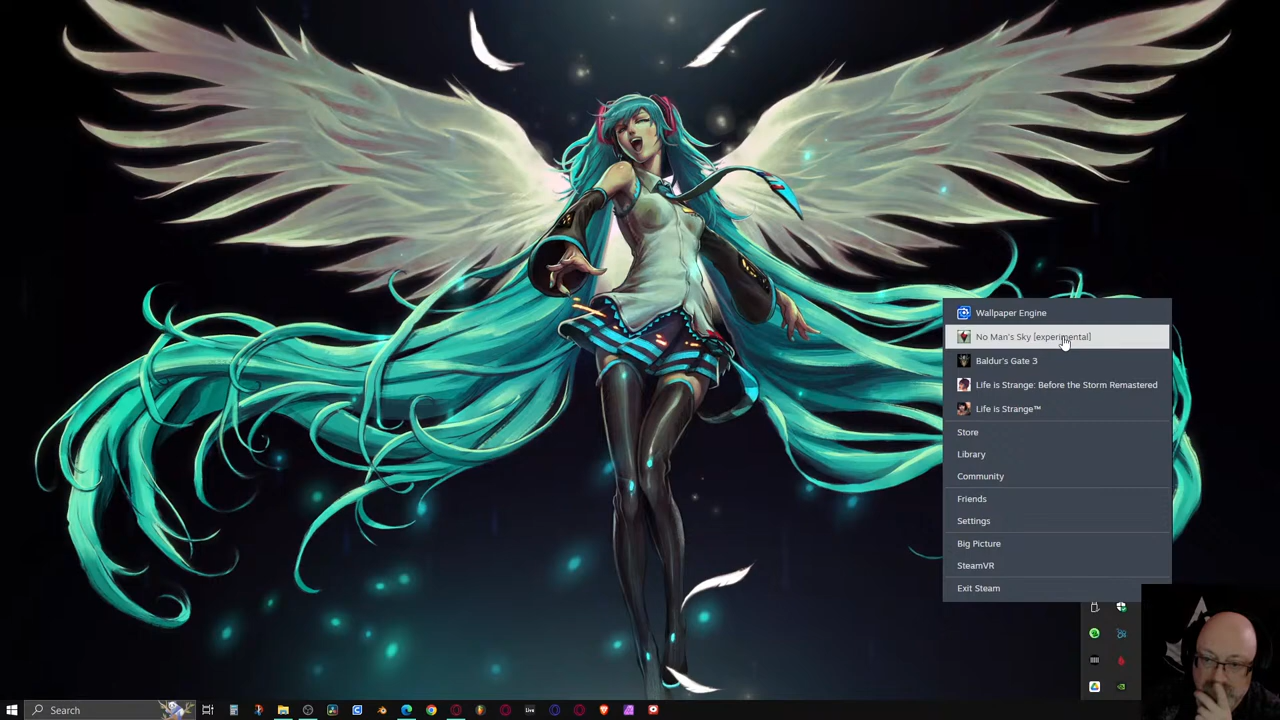 Wallpaper Engine
No Man's Sky [experimental]
Baldur's Gate 3
Life is Strange: Before the Storm Remastered
Life is Strange™
Store
Library
Community
Friends
Settings
Big Picture
SteamVR
Exit Steam
Search
Live